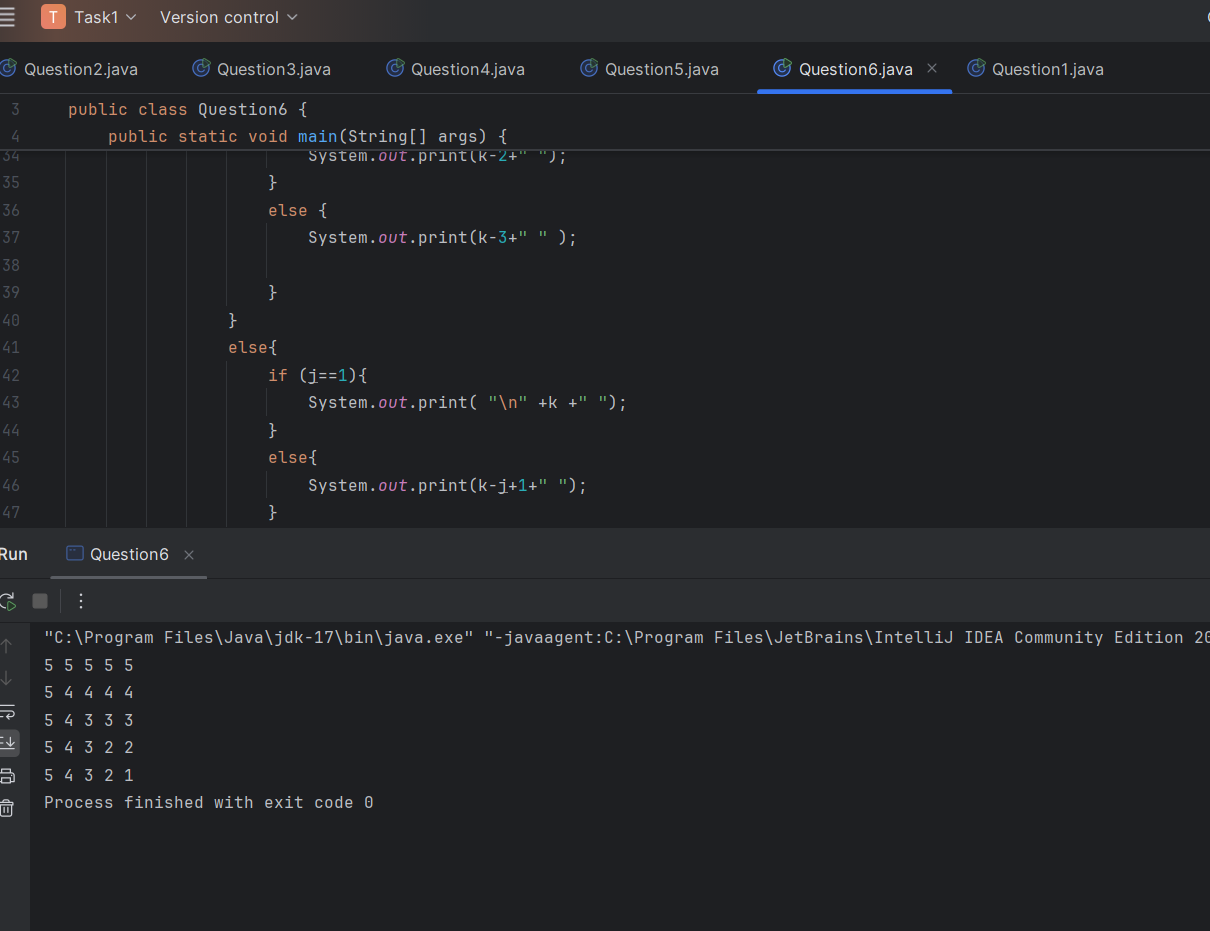 T Task1 Version control
Question2.java Question3.java Question4.java Question5.java Question6.java Question1.java
3 public class Question6 {
4 public static void main(String[] args) {
34 System.out.print(k-2+" ");
35 }
36 else {
37 System.out.print(k-3+" " );
38
39 }
40 }
41 else{
42 if (j==1){
43 System.out.print( "\n" +k +" ");
44 }
45 else{
46 System.out.print(k-j+1+" ");
47 }
Run Question6
"C:\Program Files\Java\jdk-17\bin\java.exe" "-javaagent:C:\Program Files\JetBrains\IntelliJ IDEA Community Edition 20
5 5 5 5 5
5 4 4 4 4
5 4 3 3 3
5 4 3 2 2
5 4 3 2 1
Process finished with exit code 0